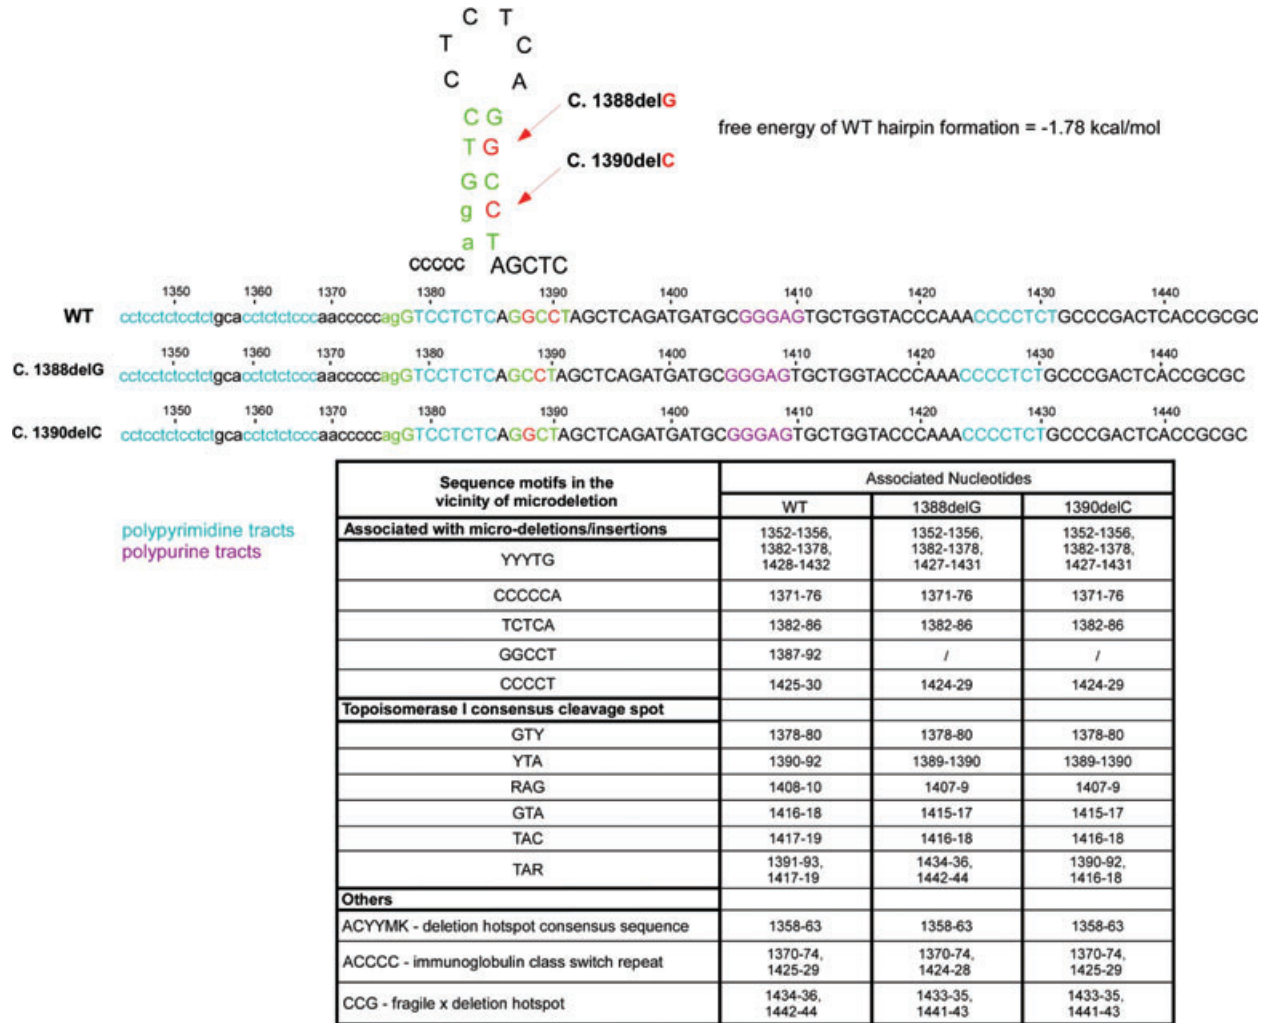 C T
T C
C A
C G
T G
G C
g C
a T
ccccc AGCTC
C. 1388delG
C. 1390delC
free energy of WT hairpin formation = -1.78 kcal/mol
1350 1360 1370 1380 1390 1400 1410 1420 1430 1440
WT cctcctctcctctgcacctctctcccaacccccagGTCCTCTCAGGCCTAGCTCAGATGATGCGGGAGTGCTGGTACCCAAACCCCTCTGCCCGACTCACCGCGC
1350 1360 1370 1380 1390 1400 1410 1420 1430 1440
C. 1388delG cctcctctcctctgcacctctctcccaacccccagGTCCTCTCAGCCTAGCTCAGATGATGCGGGAGTGCTGGTACCCAAACCCCTCTGCCCGACTCACCGCGC
1350 1360 1370 1380 1390 1400 1410 1420 1430 1440
C. 1390delC cctcctctcctctgcacctctctcccaacccccagGTCCTCTCAGGCTAGCTCAGATGATGCGGGAGTGCTGGTACCCAAACCCCTCTGCCCGACTCACCGCGC
polypyrimidine tracts
polypurine tracts
Sequence motifs in the
vicinity of microdeletion
Associated Nucleotides
WT 1388delG 1390delC
Associated with micro-deletions/insertions
YYYTG
1352-1356, 1352-1356, 1352-1356,
1382-1378, 1382-1378, 1382-1378,
1428-1432 1427-1431 1427-1431
CCCCCA 1371-76 1371-76 1371-76
TCTCA 1382-86 1382-86 1382-86
GGCCT 1387-92 / /
CCCCT 1425-30 1424-29 1424-29
Topoisomerase I consensus cleavage spot
GTY 1378-80 1378-80 1378-80
YTA 1390-92 1389-1390 1389-1390
RAG 1408-10 1407-9 1407-9
GTA 1416-18 1415-17 1415-17
TAC 1417-19 1416-18 1416-18
TAR
1391-93, 1434-36, 1390-92,
1417-19 1442-44 1416-18
Others
ACYYMK - deletion hotspot consensus sequence 1358-63 1358-63 1358-63
ACCCC - immunoglobulin class switch repeat
1370-74, 1370-74, 1370-74,
1425-29 1424-28 1425-29
CCG - fragile x deletion hotspot
1434-36, 1433-35, 1433-35,
1442-44 1441-43 1441-43